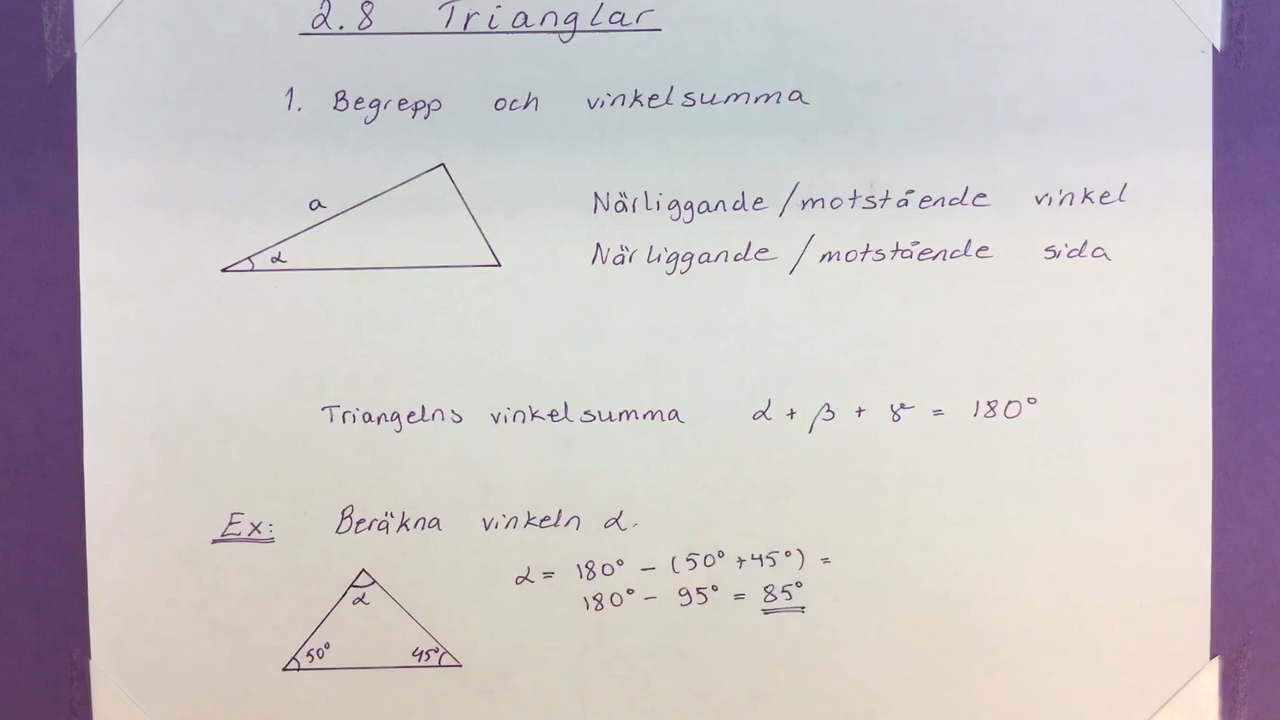 2.8 Trianglar
1. Begrepp och vinkelsumma
a
α
Närliggande/motstående vinkel
Närliggande/motstående sida
Triangelns vinkelsumma α + β + γ = 180°
Ex: Beräkna vinkeln α.
α = 180° - (50° + 45°) =
180° - 95° = 85°
α
50° 45°